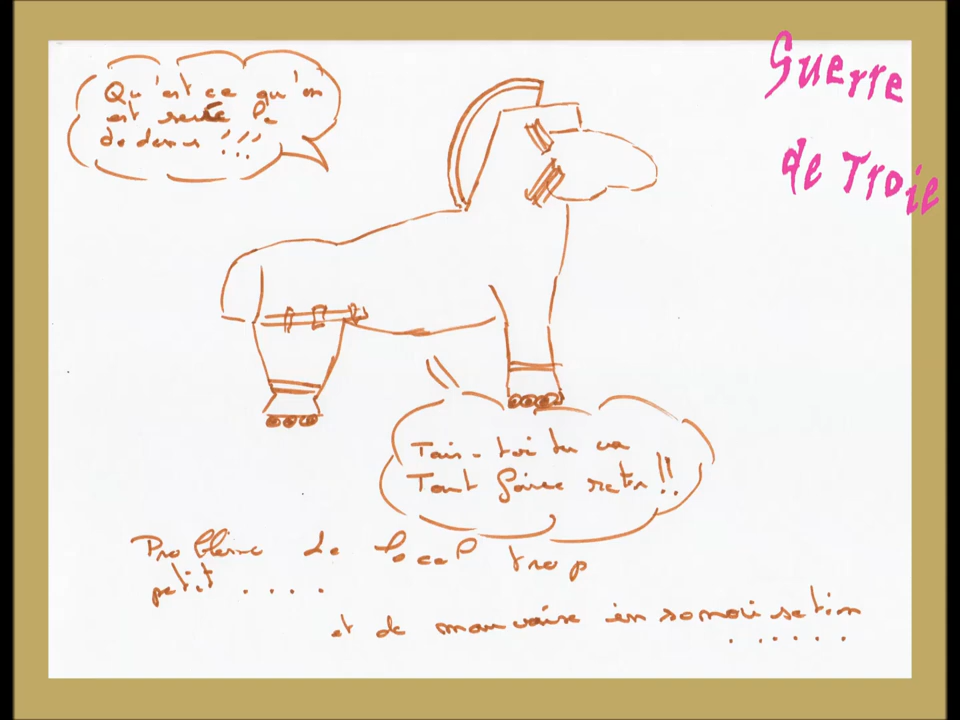 Guerre
de Troie
Qu'est ce qu'on
est serré là
dedans !!!
Tais-toi tu va
Tout faire rater !!
Problème de local trop
petit ....
et de mauvaise insonorisation
.....